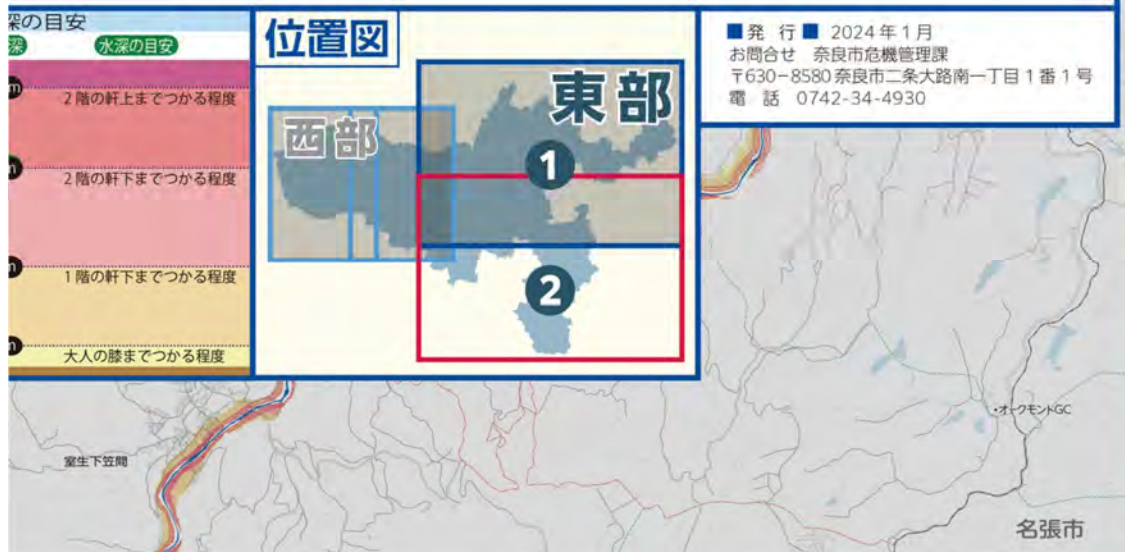 深の目安
深 水深の目安
m
2階の軒上までつかる程度
m
2階の軒下までつかる程度
m
1階の軒下までつかる程度
m
大人の膝までつかる程度
位置図
西部
東部
1
2
■発 行■ 2024年1月
お問合せ 奈良市危機管理課
〒630-8580 奈良市二条大路南一丁目1番1号
電 話 0742-34-4930
・オークモントGC
室生下笠間
名張市